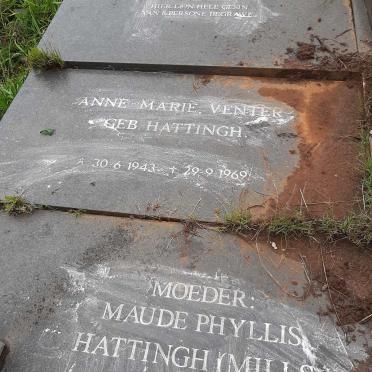 HIER LÊ 'N HELE GESIN
VAN 8 PERSONE BEGRAWE
ANNE MARIE VENTER
GEB HATTINGH
* 30·6·1943 + 29·9·1969
MOEDER:
MAUDE PHYLLIS
HATTINGH (MILLS